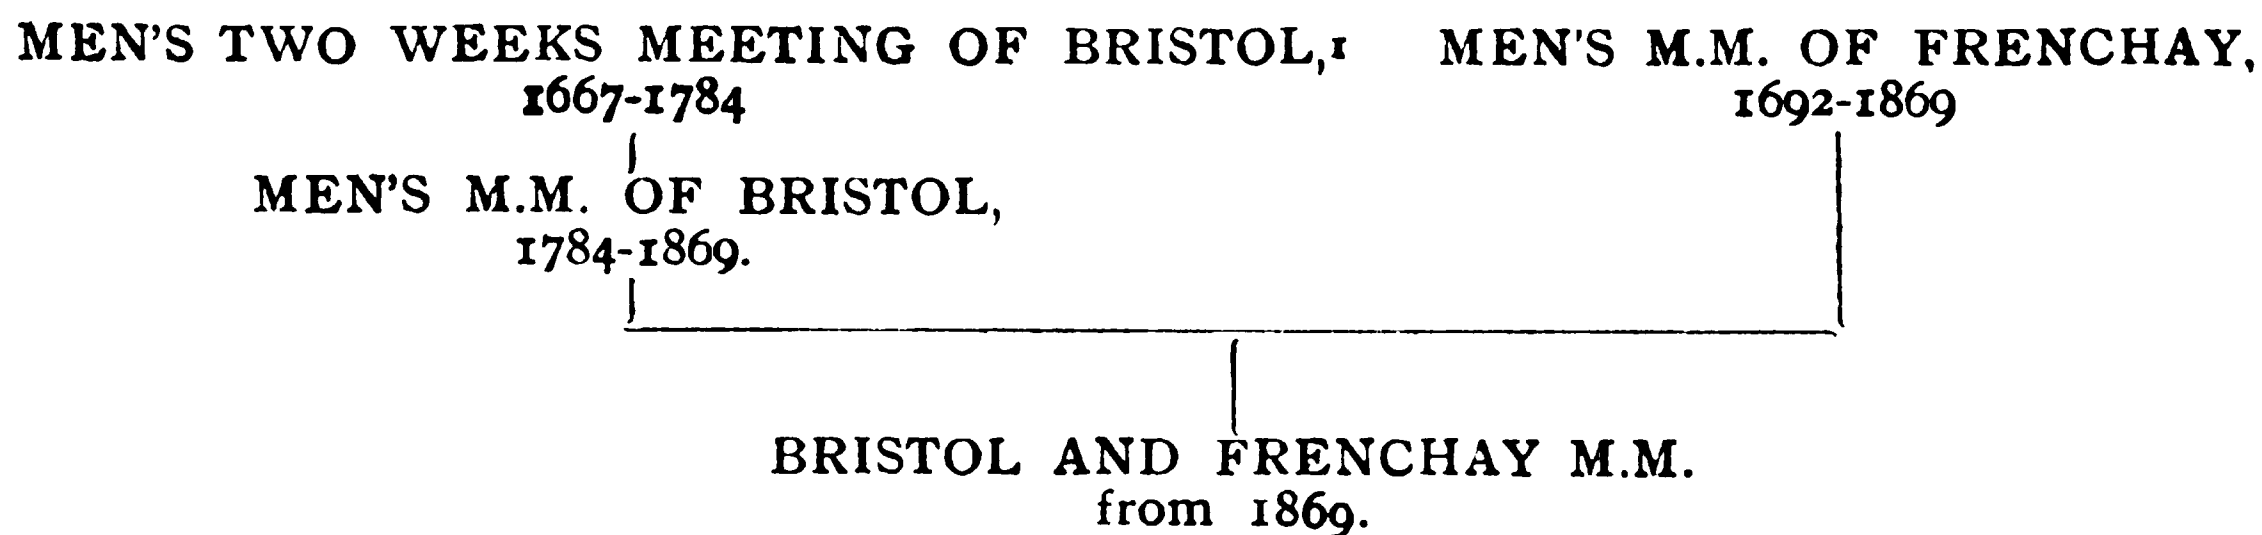 MEN'S TWO WEEKS MEETING OF BRISTOL,1
1667-1784
MEN'S M.M. OF FRENCHAY,
1692-1869
MEN'S M.M. OF BRISTOL,
1784-1869.
BRISTOL AND FRENCHAY M.M.
from 1869.